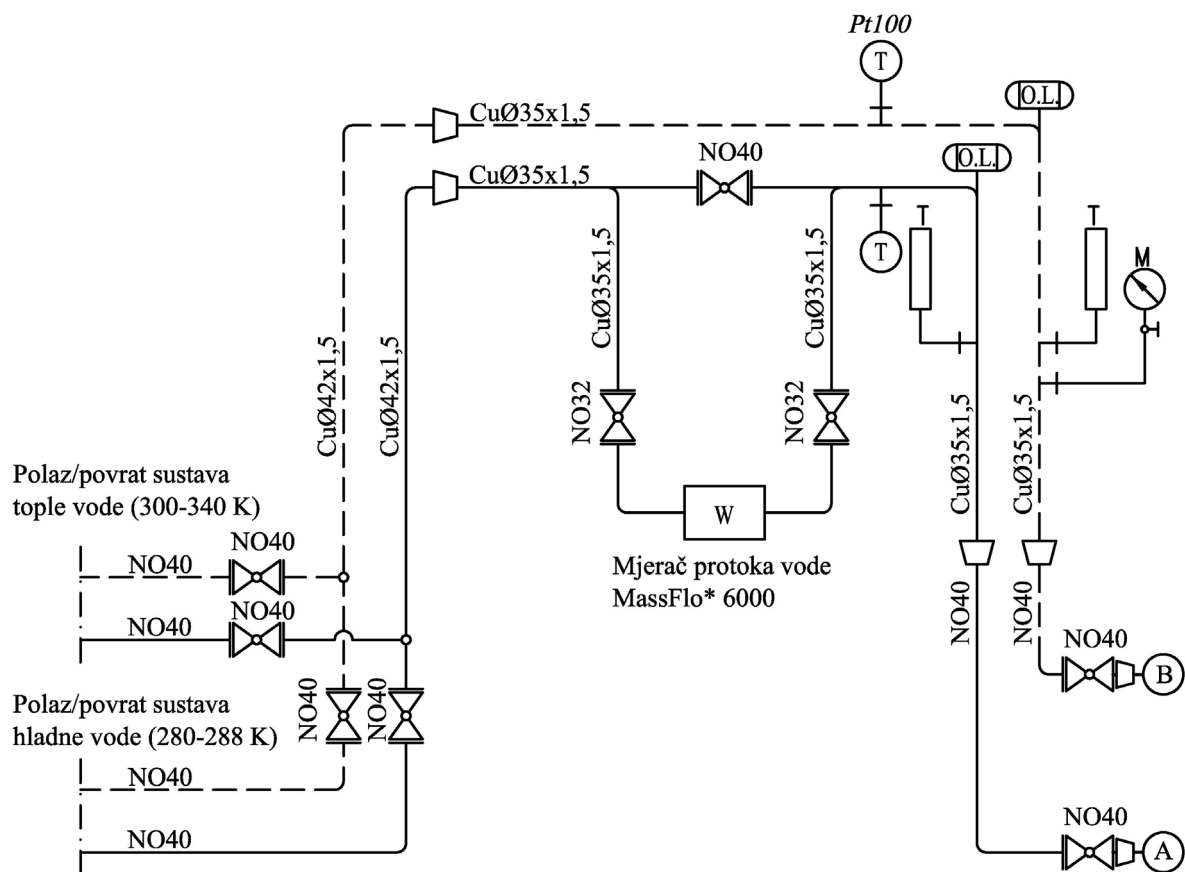 Pt100
T
O.L.
CuØ35x1,5
NO40
O.L.
CuØ35x1,5
T
T
T
M
CuØ35x1,5
CuØ35x1,5
CuØ42x1,5
CuØ42x1,5
NO32
NO32
CuØ35x1,5
CuØ35x1,5
Polaz/povrat sustava
tople vode (300-340 K)
W
NO40
NO40
Mjerač protoka vode
MassFlo* 6000
NO40
NO40
NO40
NO40
NO40
B
Polaz/povrat sustava
hladne vode (280-288 K)
NO40
NO40
NO40
NO40
NO40
NO40
A